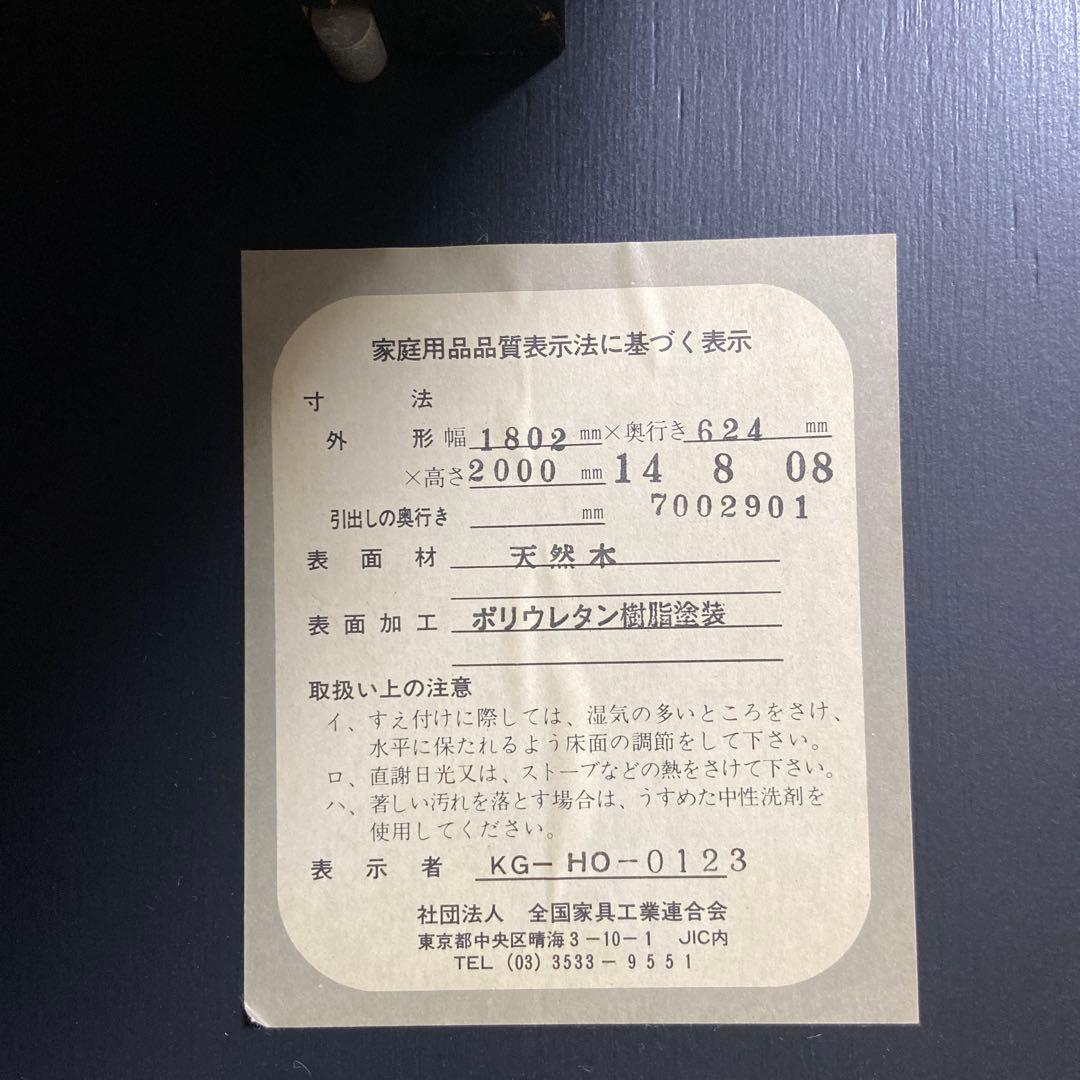 家庭用品品質表示法に基づく表示
寸法
外形 幅 1802 mm×奥行き 624 mm
×高さ 2000 mm 14 8 08
引出しの奥行き mm 7002901
表面材 天然木
表面加工 ポリウレタン樹脂塗装
取扱い上の注意
イ、すえ付けに際しては、湿気の多いところをさけ、
水平に保たれるよう床面の調節をして下さい。
ロ、直謝日光又は、ストーブなどの熱をさけて下さい。
ハ、著しい汚れを落とす場合は、うすめた中性洗剤を
使用してください。
表示者 KG-HO-0123
社団法人 全国家具工業連合会
東京都中央区晴海3-10-1 JIC内
TEL (03) 3533-9551